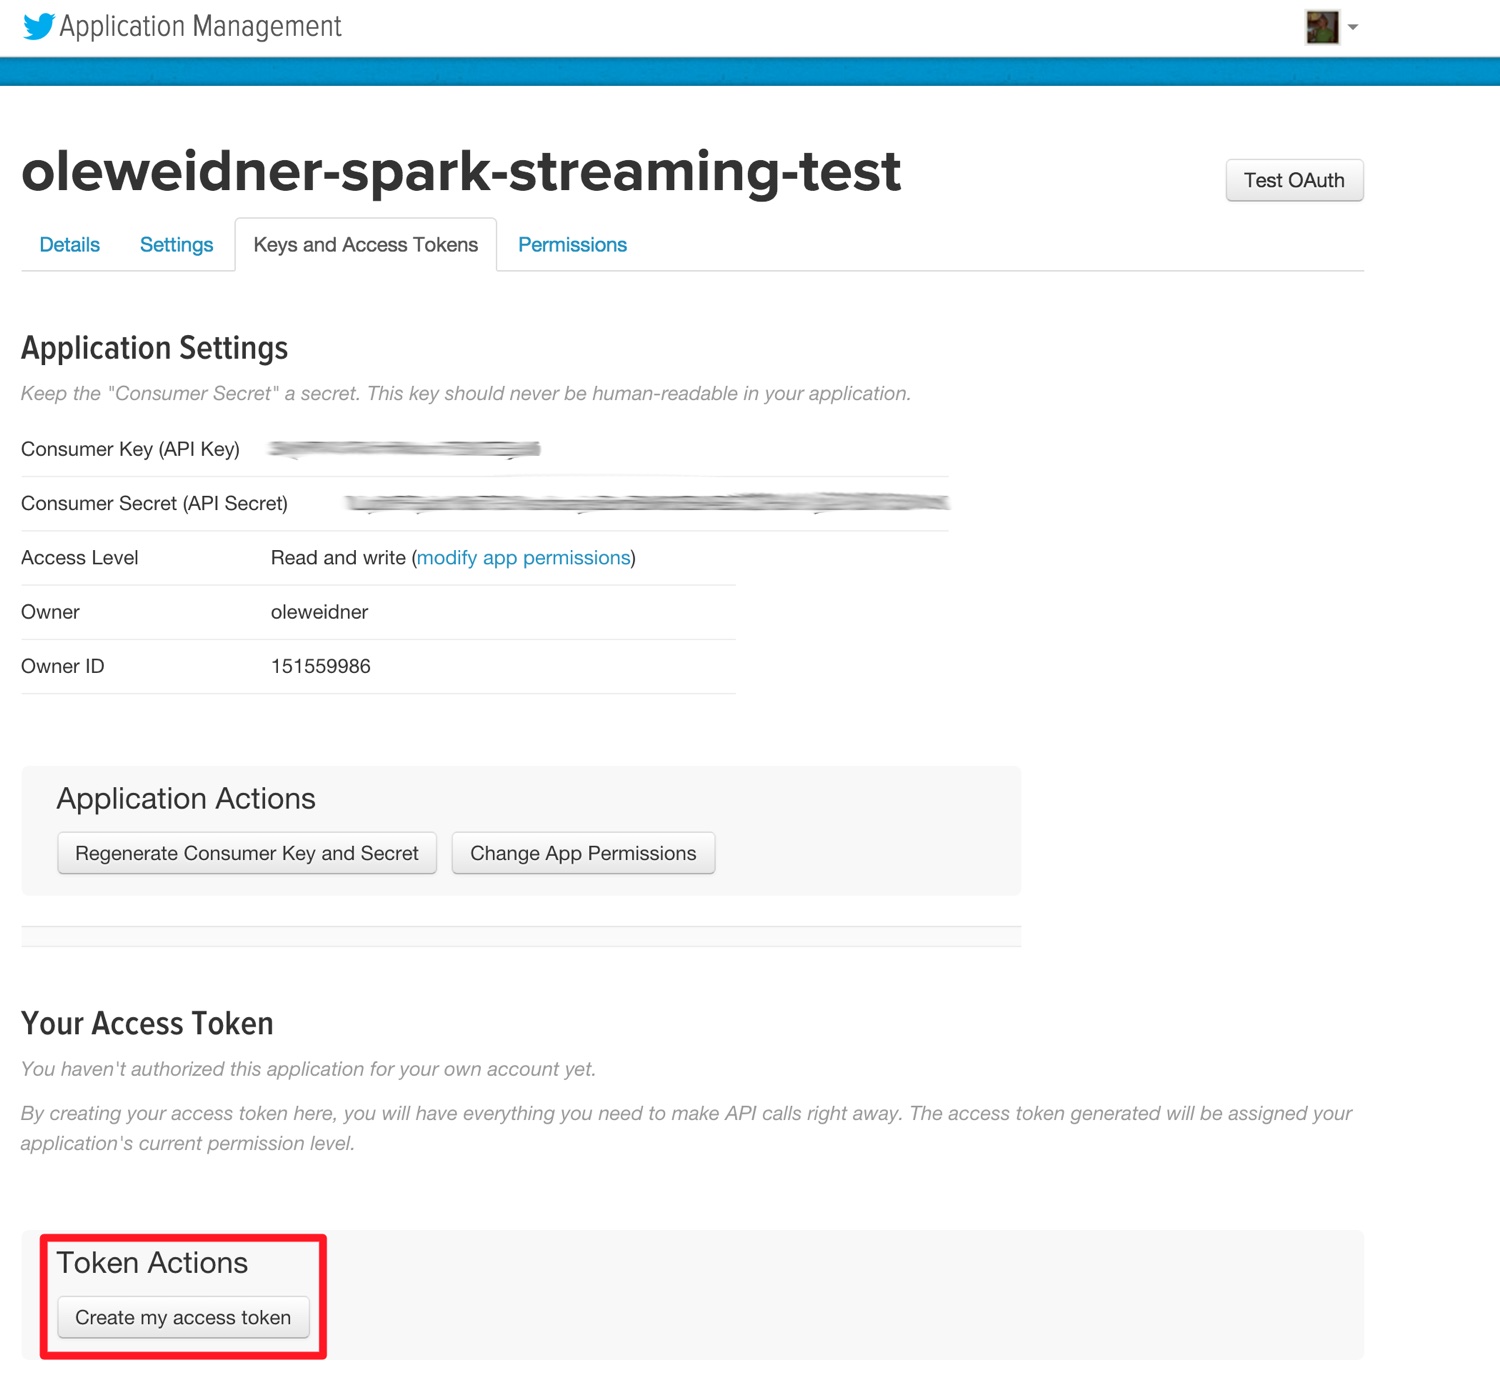 Application Management
oleweidner-spark-streaming-test
Test OAuth
Details
Settings
Keys and Access Tokens
Permissions
Application Settings
Keep the "Consumer Secret" a secret. This key should never be human-readable in your application.
Consumer Key (API Key)
Consumer Secret (API Secret)
Access Level Read and write (modify app permissions)
Owner oleweidner
Owner ID 151559986
Application Actions
Regenerate Consumer Key and Secret
Change App Permissions
Your Access Token
You haven't authorized this application for your own account yet.
By creating your access token here, you will have everything you need to make API calls right away. The access token generated will be assigned your
application's current permission level.
Token Actions
Create my access token